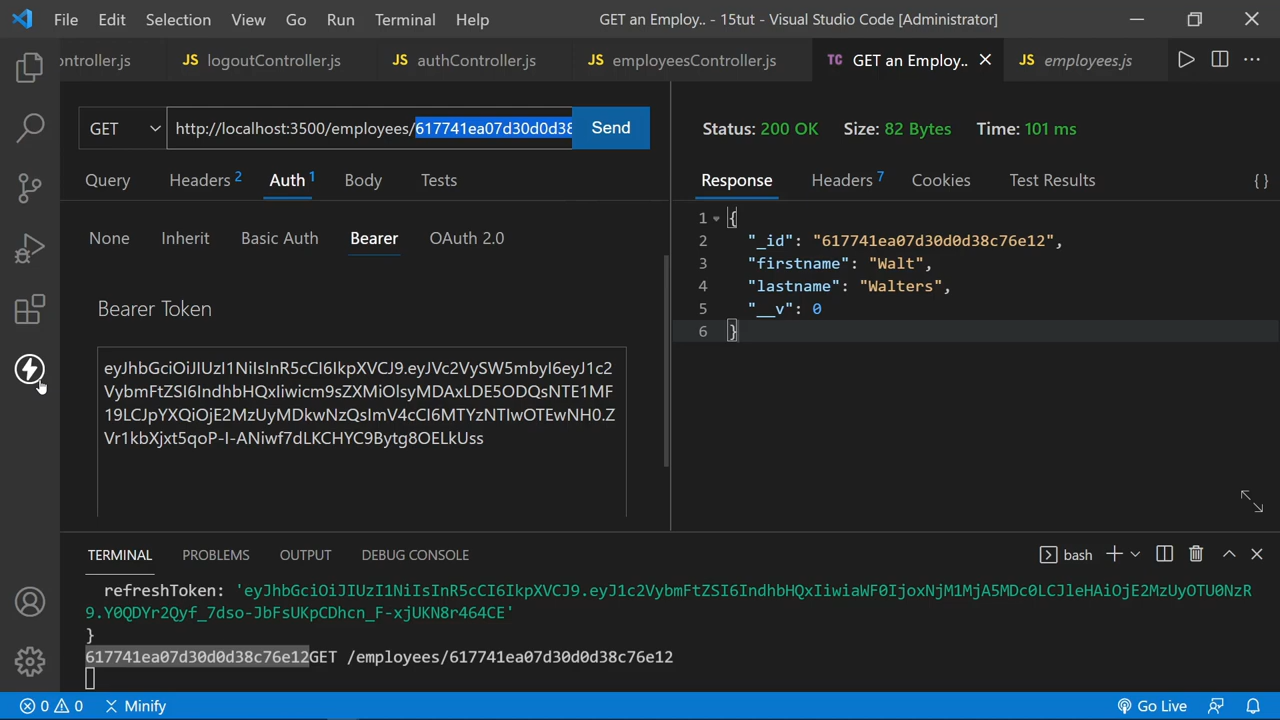 File Edit Selection View Go Run Terminal Help GET an Employ.. - 15tut - Visual Studio Code [Administrator]
ontroller.js JS logoutController.js JS authController.js JS employeesController.js TC GET an Employ.. JS employees.js
GET http://localhost:3500/employees/617741ea07d30d0d38 Send
Status: 200 OK Size: 82 Bytes Time: 101 ms
Query Headers 2 Auth 1 Body Tests
Response Headers 7 Cookies Test Results { }
None Inherit Basic Auth Bearer OAuth 2.0
Bearer Token
eyJhbGciOiJIUzI1NiIsInR5cCI6IkpXVCJ9.eyJVc2VySW5mbyI6eyJ1c2
VybmFtZSI6IndhbHQxIiwicm9sZXMiOlsyMDAxLDE5ODQsNTE1MF
19LCJpYXQiOjE2MzUyMDkwNzQsImV4cCI6MTYzNTIwOTEwNH0.Z
Vr1kbXjxt5qoP-I-ANiwf7dLKCHYC9Bytg8OELkUss
1 {
2 "_id": "617741ea07d30d0d38c76e12",
3 "firstname": "Walt",
4 "lastname": "Walters",
5 "__v": 0
6 }
TERMINAL PROBLEMS OUTPUT DEBUG CONSOLE bash
refreshToken: 'eyJhbGciOiJIUzI1NiIsInR5cCI6IkpXVCJ9.eyJ1c2VybmFtZSI6IndhbHQxIiwiaWF0IjoxNjM1MjA5MDc0LCJleHAiOjE2MzUyOTU0NzR
9.Y0QDYr2Qyf_7dso-JbFsUKpCDhcn_F-xjUKN8r464CE'
}
617741ea07d30d0d38c76e12GET /employees/617741ea07d30d0d38c76e12
0 0 Minify Go Live